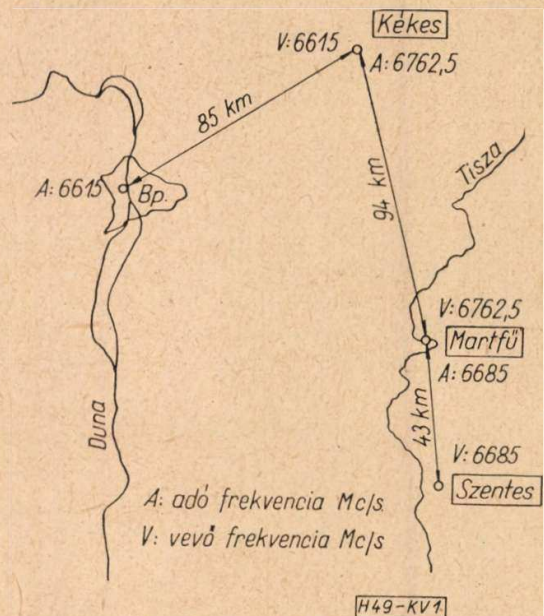 Kékes
V: 6615
A: 6762,5
85 km
Tisza
A: 6615
Bp.
94 km
V: 6762,5
Martfű
A: 6685
43 km
Duna
V: 6685
Szentes
A: adó frekvencia Mc/s
V: vevő frekvencia Mc/s
H49-KV1.